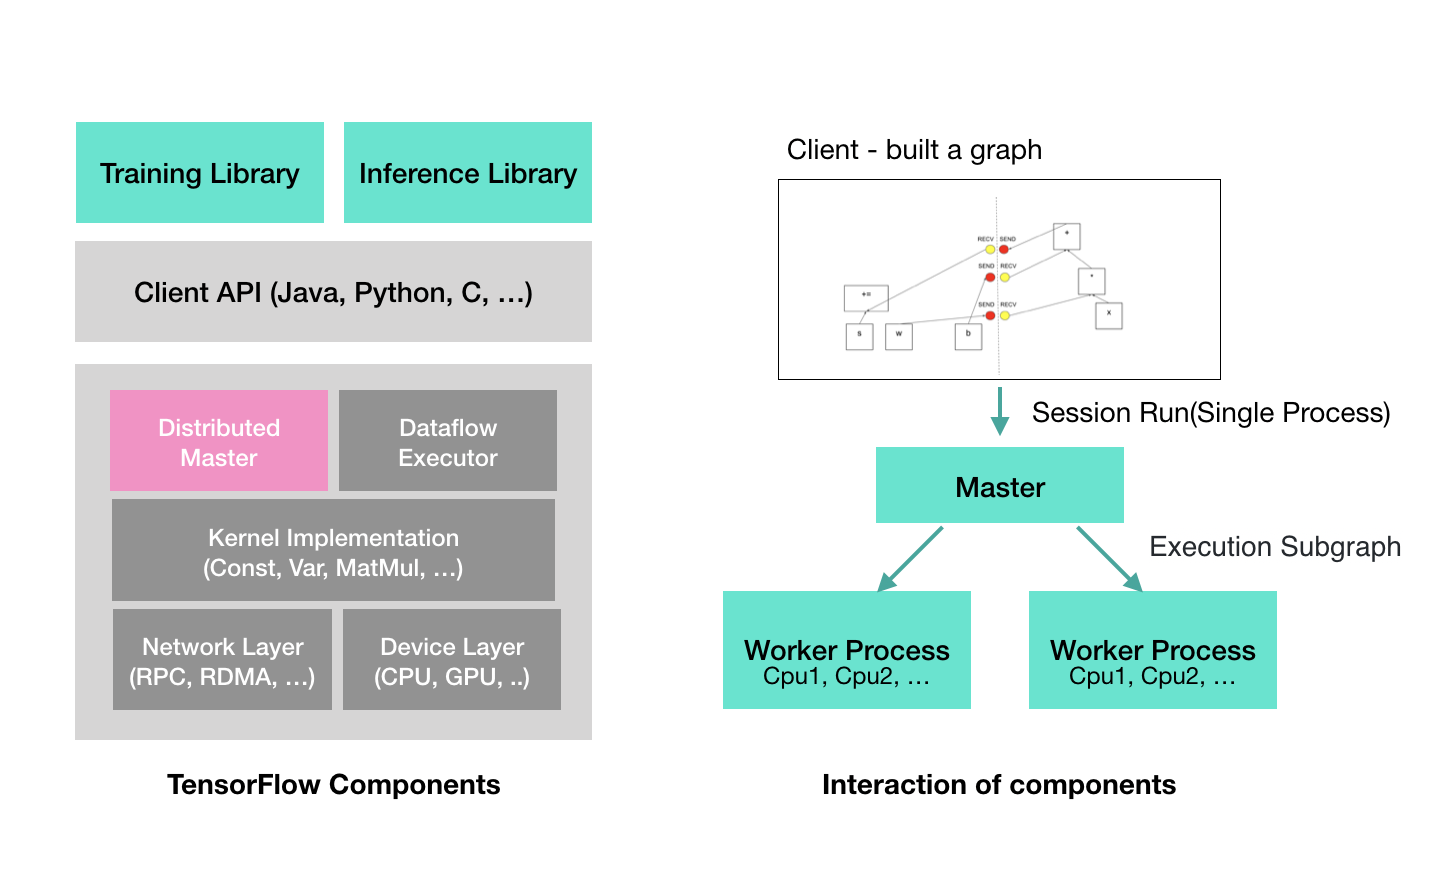 Training Library
Inference Library
Client API (Java, Python, C, ...)
Distributed
Master
Dataflow
Executor
Kernel Implementation
(Const, Var, MatMul, ...)
Network Layer
(RPC, RDMA, ...)
Device Layer
(CPU, GPU, ..)
TensorFlow Components
Client - built a graph
RECV SEND
+
SEND RECV
*
+=
SEND RECV
x
s
w
b
Session Run(Single Process)
Master
Execution Subgraph
Worker Process
Cpu1, Cpu2, ...
Worker Process
Cpu1, Cpu2, ...
Interaction of components